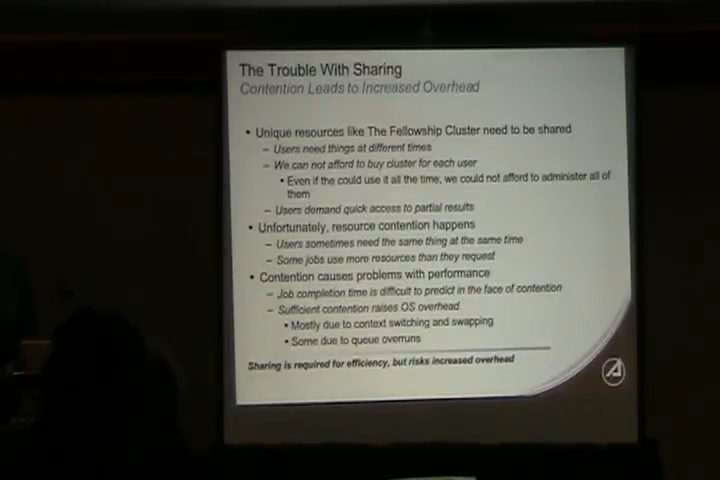 The Trouble With Sharing
Contention Leads to Increased Overhead
• Unique resources like The Fellowship Cluster need to be shared
– Users need things at different times
– We can not afford to buy cluster for each user
• Even if the could use it all the time, we could not afford to administer all of
them
– Users demand quick access to partial results
• Unfortunately, resource contention happens
– Users sometimes need the same thing at the same time
– Some jobs use more resources than they request
• Contention causes problems with performance
– Job completion time is difficult to predict in the face of contention
– Sufficient contention raises OS overhead
• Mostly due to context switching and swapping
• Some due to queue overruns
Sharing is required for efficiency, but risks increased overhead